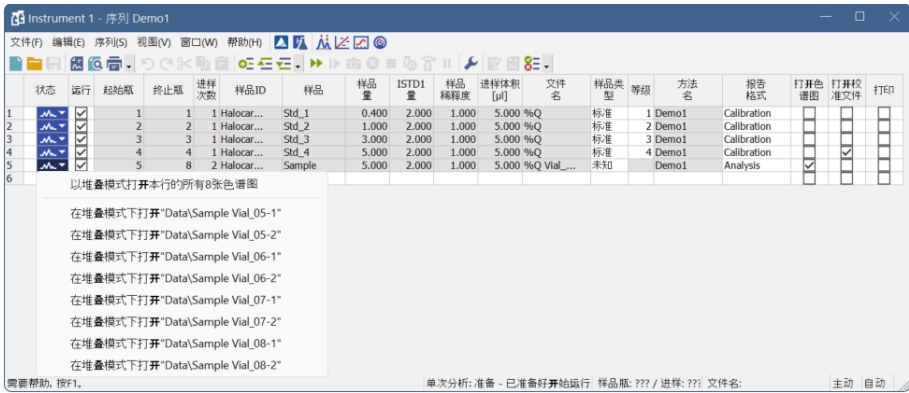 Instrument 1 - 序列 Demo1
文件(F) 编辑(E) 序列(S) 视图(V) 窗口(W) 帮助(H)
状态 运行 起始瓶 终止瓶 进样次数 样品ID 样品 样品量 ISTD1量 样品稀释度 进样体积[µl] 文件名 样品类型 等级 方法名 报告格式 打开色谱图 打开校准文件 打印
1 1 1 1 Halocar... Std_1 0.400 2.000 1.000 5.000 %Q 标准 1 Demo1 Calibration
2 2 2 1 Halocar... Std_2 1.000 2.000 1.000 5.000 %Q 标准 2 Demo1 Calibration
3 3 3 1 Halocar... Std_3 3.000 2.000 1.000 5.000 %Q 标准 3 Demo1 Calibration
4 4 4 1 Halocar... Std_4 5.000 2.000 1.000 5.000 %Q 标准 4 Demo1 Calibration
5 5 8 2 Halocar... Sample 5.000 2.000 1.000 5.000 %Q Vial_... 未知 Demo1 Analysis
6
以堆叠模式打开本行的所有8张色谱图
在堆叠模式下打开"Data\Sample Vial_05-1"
在堆叠模式下打开"Data\Sample Vial_05-2"
在堆叠模式下打开"Data\Sample Vial_06-1"
在堆叠模式下打开"Data\Sample Vial_06-2"
在堆叠模式下打开"Data\Sample Vial_07-1"
在堆叠模式下打开"Data\Sample Vial_07-2"
在堆叠模式下打开"Data\Sample Vial_08-1"
在堆叠模式下打开"Data\Sample Vial_08-2"
需要帮助, 按F1。 单次分析: 准备 - 已准备好开始运行 样品瓶: ??? / 进样: ??? 文件名: 主动 自动